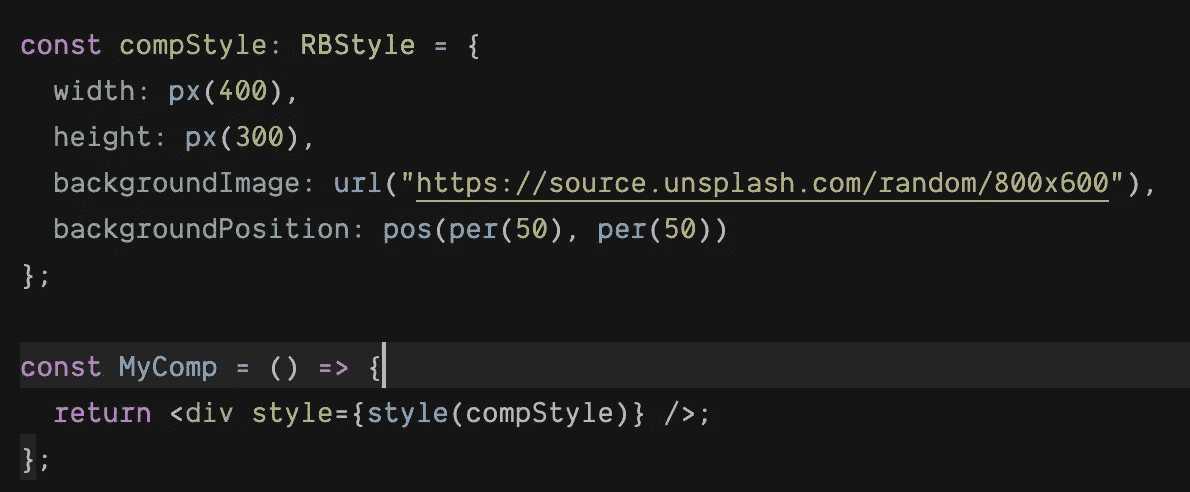 const compStyle: RBStyle = {
  width: px(400),
  height: px(300),
  backgroundImage: url("https://source.unsplash.com/random/800x600"),
  backgroundPosition: pos(per(50), per(50))
};
const MyComp = () => {
  return <div style={style(compStyle)} />;
};